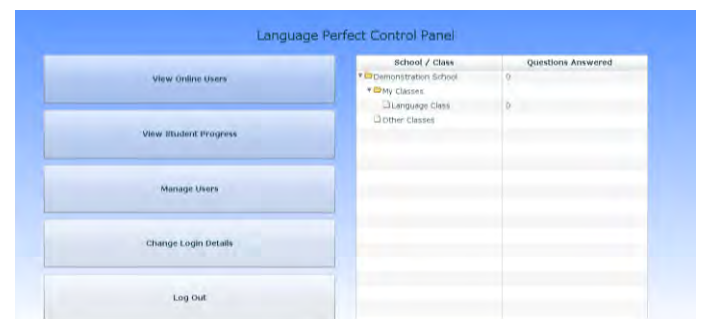 Language Perfect Control Panel
View Online Users
View Student Progress
Manage Users
Change Login Details
Log Out
School / Class Questions Answered
Demonstration School 0
My Classes
Language Class 0
Other Classes